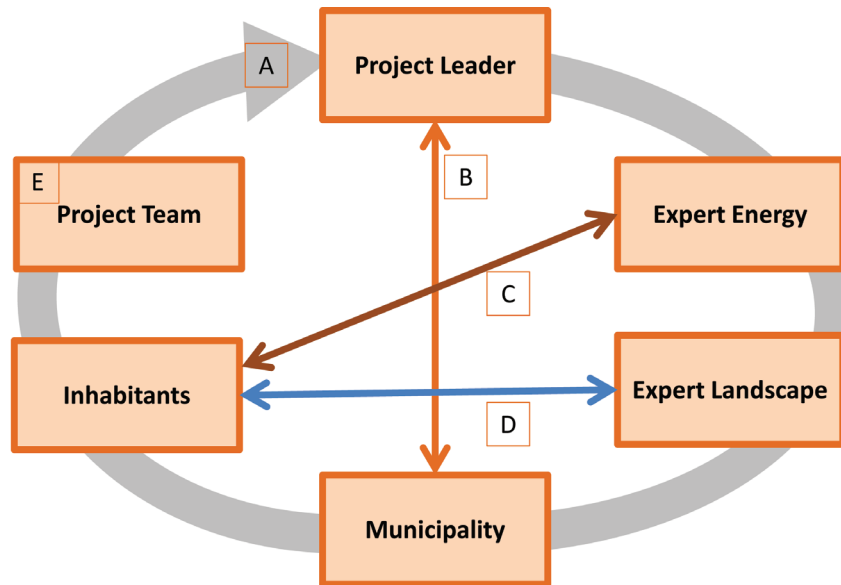 A
Project Leader
B
E
Project Team
Expert Energy
C
Inhabitants
Expert Landscape
D
Municipality